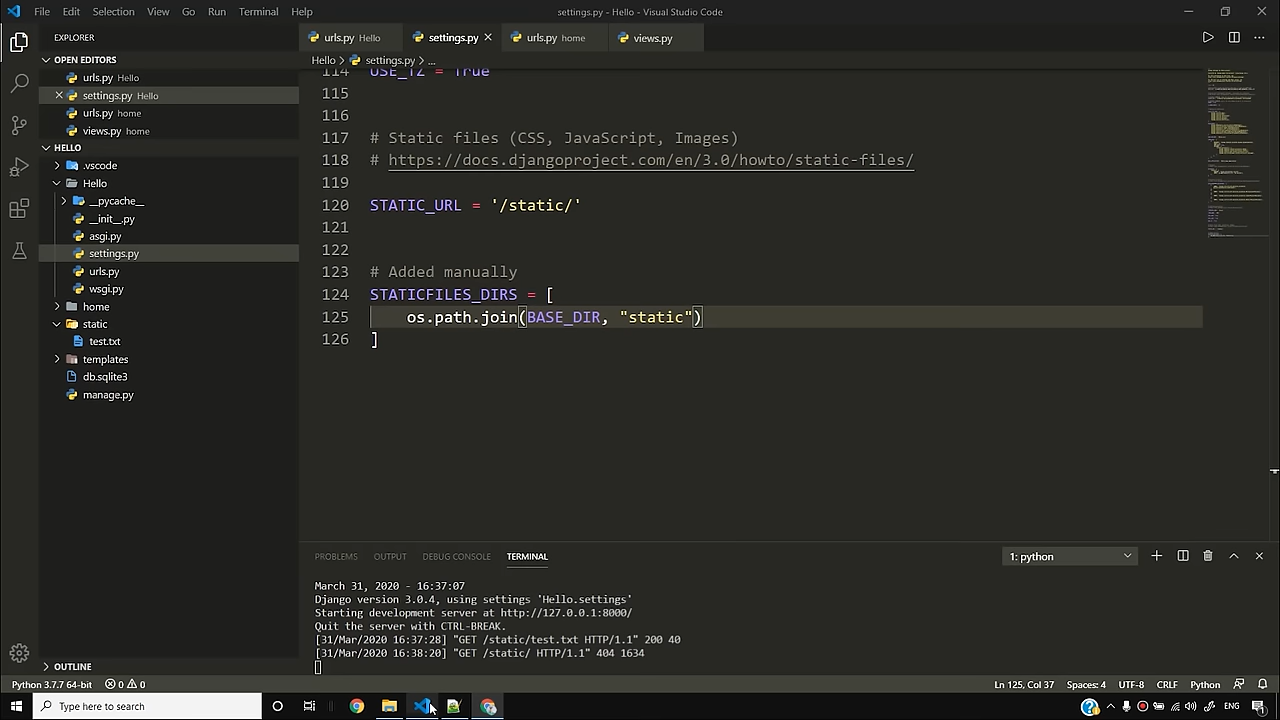 File Edit Selection View Go Run Terminal Help settings.py - Hello - Visual Studio Code
EXPLORER
urls.py Hello settings.py urls.py home views.py
OPEN EDITORS
urls.py Hello
settings.py Hello
urls.py home
views.py home
HELLO
.vscode
Hello
__pycache__
__init__.py
asgi.py
settings.py
urls.py
wsgi.py
home
static
test.txt
templates
db.sqlite3
manage.py
OUTLINE
Hello > settings.py > ...
114 USE_TZ = True
115
116
117 # Static files (CSS, JavaScript, Images)
118 # https://docs.djangoproject.com/en/3.0/howto/static-files/
119
120 STATIC_URL = '/static/'
121
122
123 # Added manually
124 STATICFILES_DIRS = [
125 os.path.join(BASE_DIR, "static")
126 ]
PROBLEMS OUTPUT DEBUG CONSOLE TERMINAL 1: python
March 31, 2020 - 16:37:07
Django version 3.0.4, using settings 'Hello.settings'
Starting development server at http://127.0.0.1:8000/
Quit the server with CTRL-BREAK.
[31/Mar/2020 16:37:28] "GET /static/test.txt HTTP/1.1" 200 40
[31/Mar/2020 16:38:20] "GET /static/ HTTP/1.1" 404 1634
Python 3.7.7 64-bit 0 0 Ln 125, Col 37 Spaces: 4 UTF-8 CRLF Python
Type here to search ENG